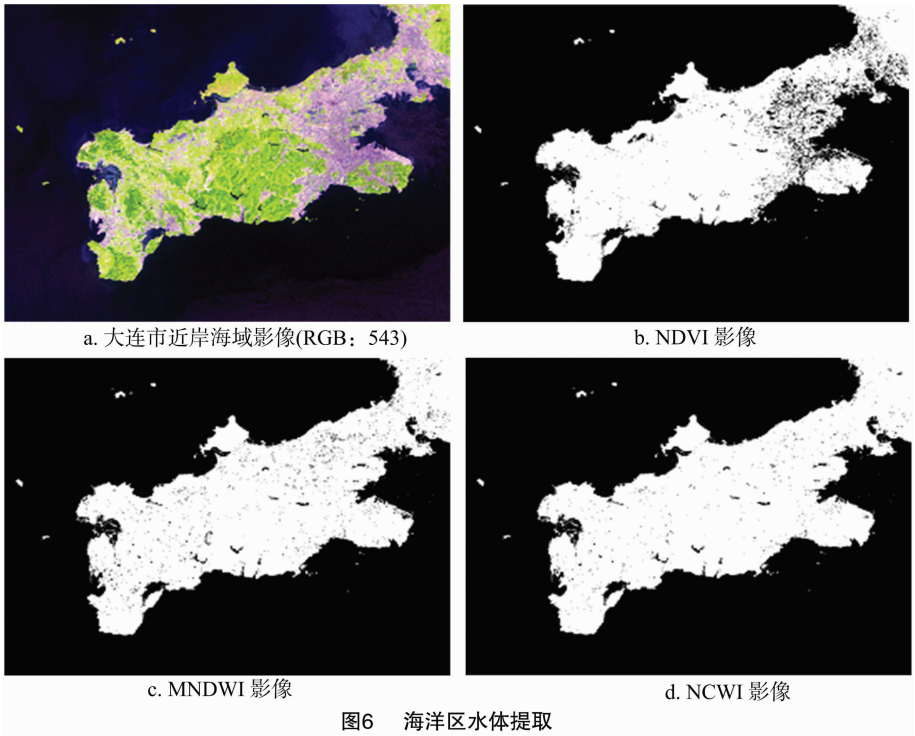 a. 大连市近岸海域影像(RGB：543)
b. NDVI 影像
c. MNDWI 影像
d. NCWI 影像
图6 海洋区水体提取